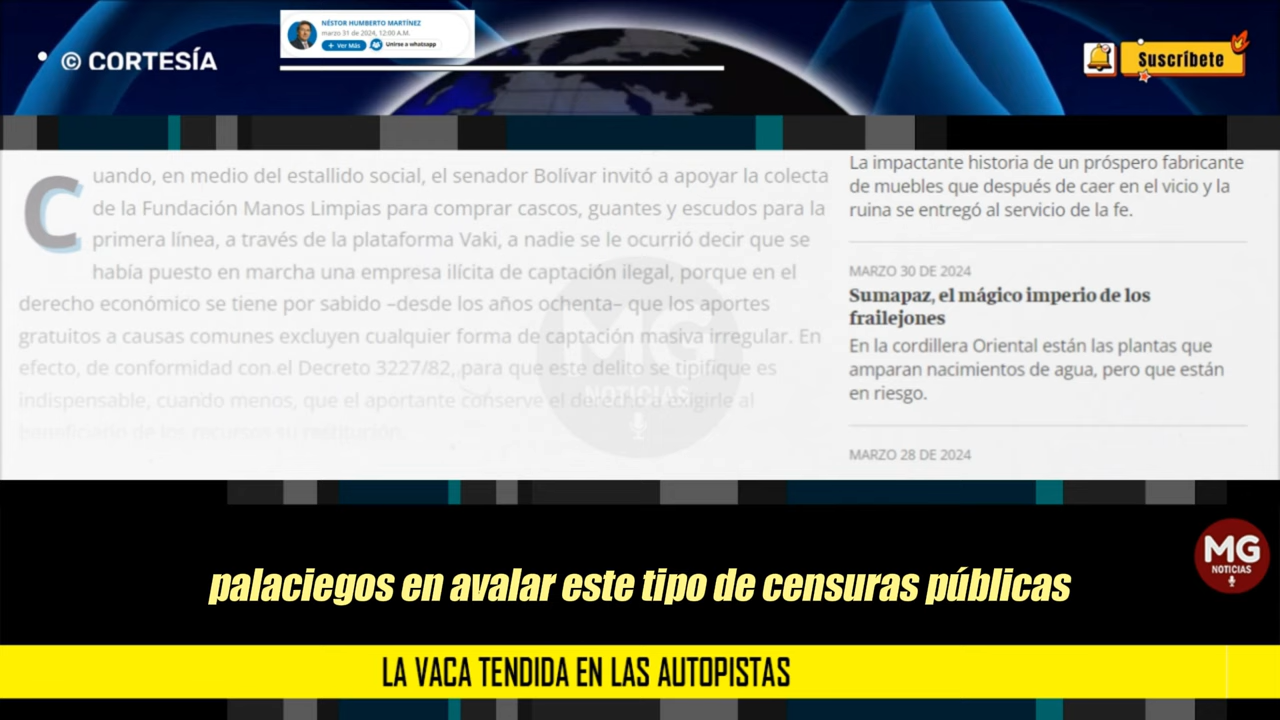 © CORTESÍA
NÉSTOR HUMBERTO MARTÍNEZ
marzo 31 de 2024, 12:00 A.M.
+ Ver Más Unirse a whatsapp
Suscríbete
Cuando, en medio del estallido social, el senador Bolívar invitó a apoyar la colecta
de la Fundación Manos Limpias para comprar cascos, guantes y escudos para la
primera línea, a través de la plataforma Vaki, a nadie se le ocurrió decir que se
había puesto en marcha una empresa ilícita de captación ilegal, porque en el
derecho económico se tiene por sabido –desde los años ochenta– que los aportes
gratuitos a causas comunes excluyen cualquier forma de captación masiva irregular. En
efecto, de conformidad con el Decreto 3227/82, para que este delito se tipifique es
indispensable, cuando menos, que el aportante conserve el derecho a exigirle al
beneficiario de los recursos su restitución.
MG
NOTICIAS
La impactante historia de un próspero fabricante
de muebles que después de caer en el vicio y la
ruina se entregó al servicio de la fe.
MARZO 30 DE 2024
Sumapaz, el mágico imperio de los
frailejones
En la cordillera Oriental están las plantas que
amparan nacimientos de agua, pero que están
en riesgo.
MARZO 28 DE 2024
MG
NOTICIAS
palaciegos en avalar este tipo de censuras públicas
LA VACA TENDIDA EN LAS AUTOPISTAS